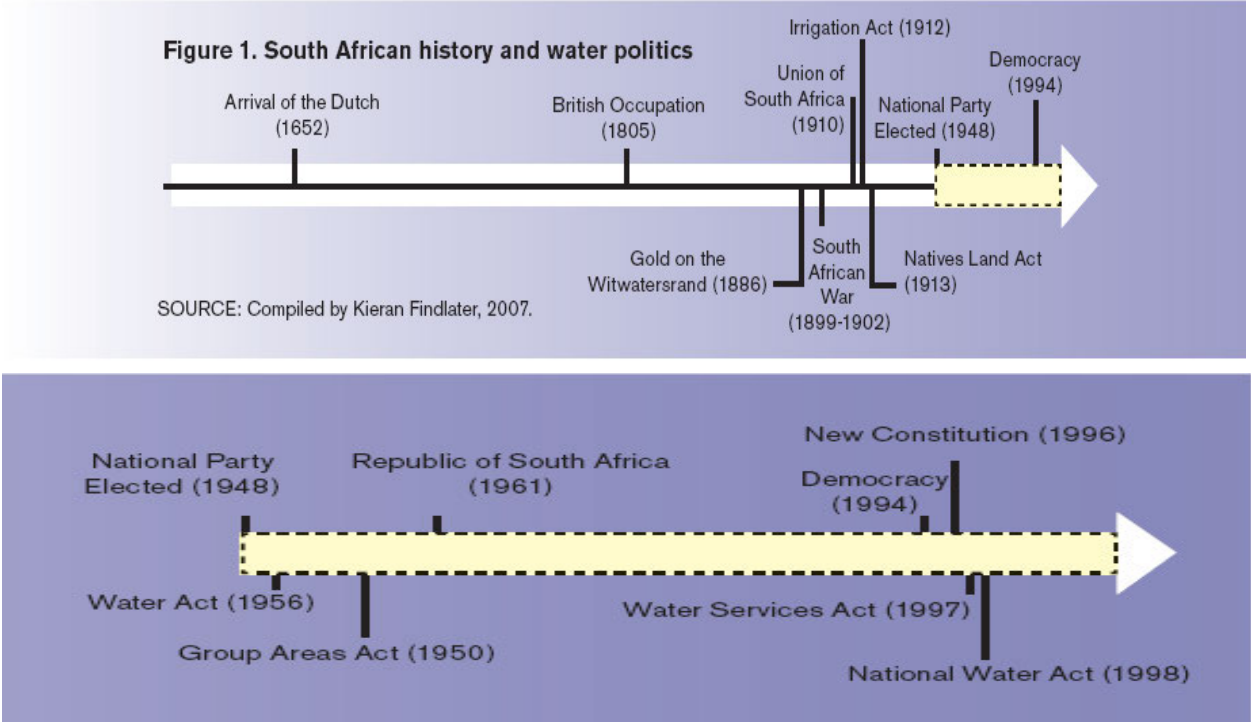 Figure 1. South African history and water politics
Arrival of the Dutch
(1652)
British Occupation
(1805)
Irrigation Act (1912)
Union of
South Africa
(1910)
National Party
Elected (1948)
Democracy
(1994)
Gold on the
Witwatersrand (1886)
South
African
War
(1899-1902)
Natives Land Act
(1913)
SOURCE: Compiled by Kieran Findlater, 2007.
National Party
Elected (1948)
Republic of South Africa
(1961)
New Constitution (1996)
Democracy
(1994)
Water Act (1956)
Group Areas Act (1950)
Water Services Act (1997)
National Water Act (1998)